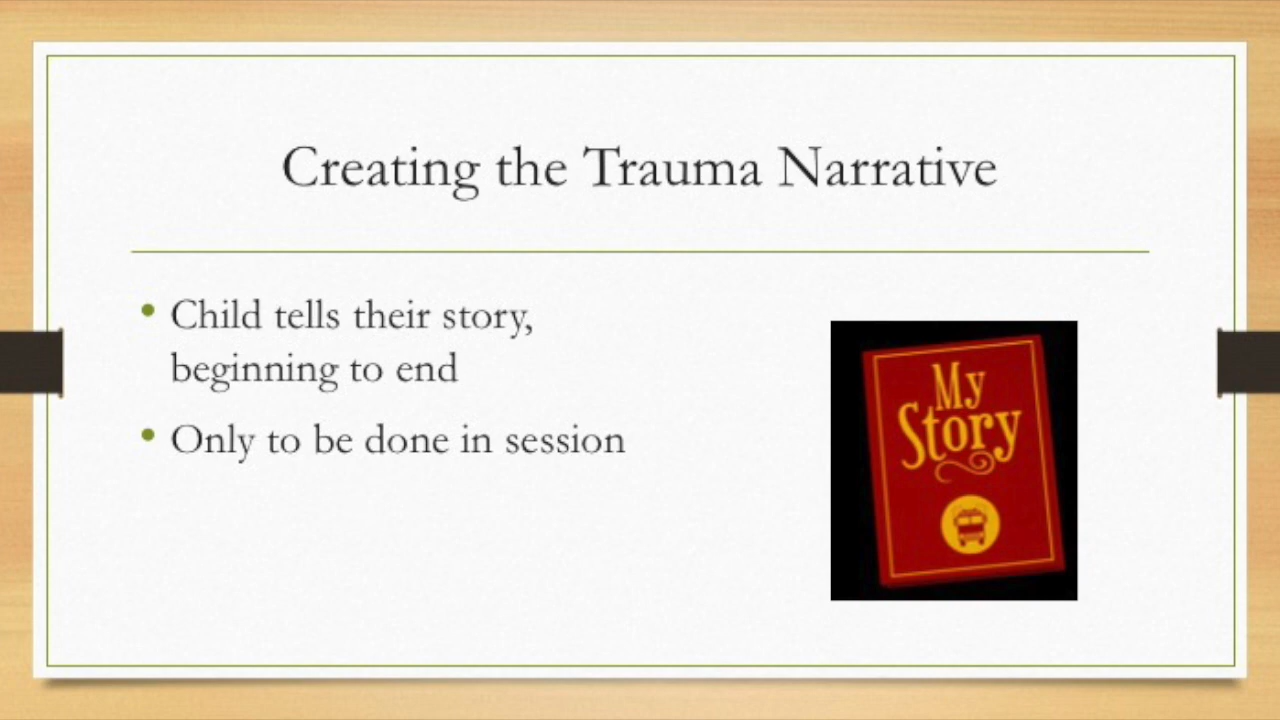 Creating the Trauma Narrative
• Child tells their story,
beginning to end
• Only to be done in session
My
Story